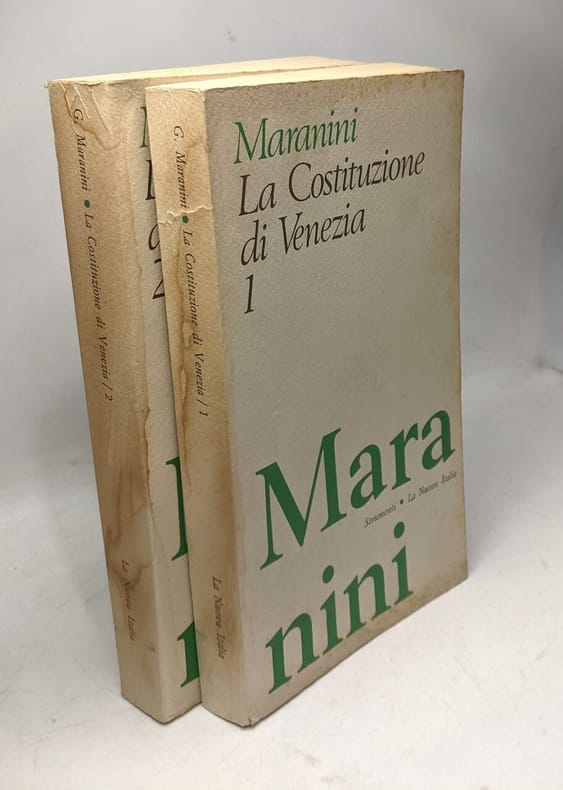 Maranini
La Costituzione
di Venezia
1
Mara
nini
Strumenti • La Nuova Italia
G. Maranini • La Costituzione di Venezia / 1
La Nuova Italia
G. Maranini • La Costituzione di Venezia / 2
La Nuova Italia
2